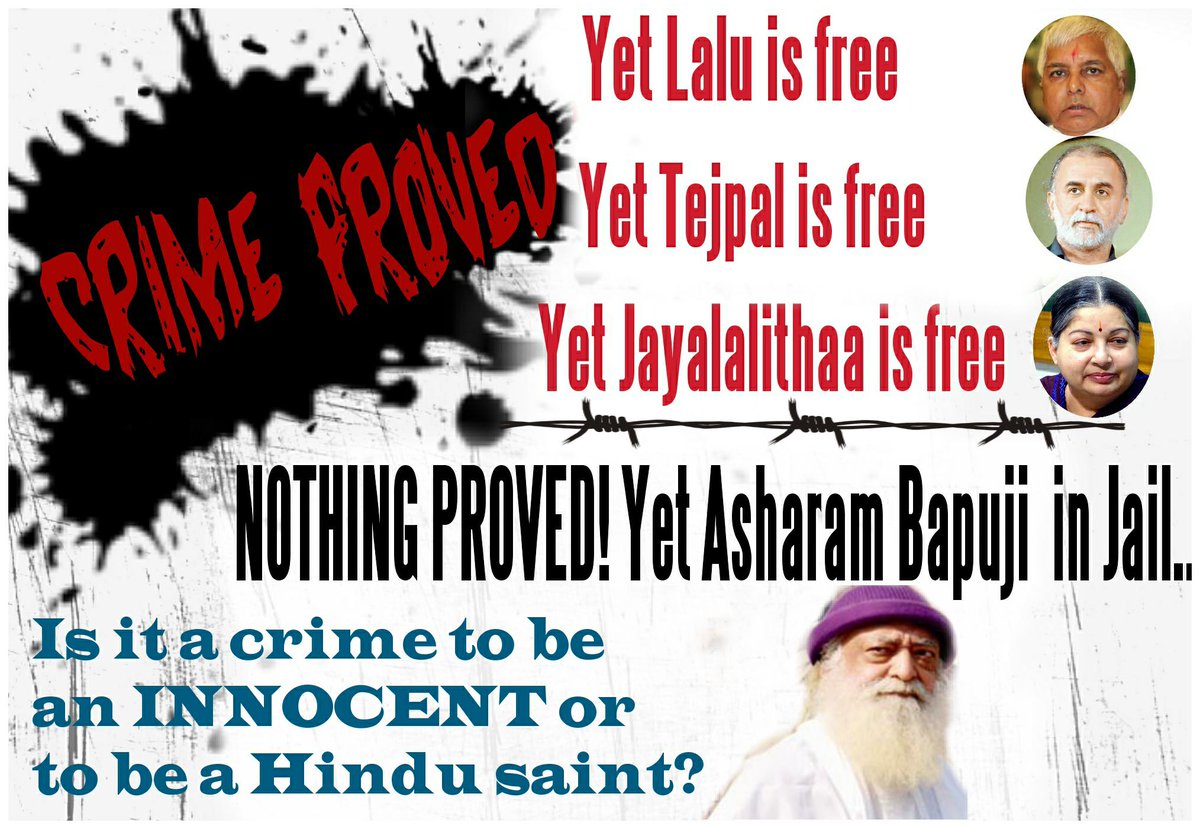 CRIME PROVED
Yet Lalu is free
Yet Tejpal is free
Yet Jayalalithaa is free
NOTHING PROVED! Yet Asharam Bapuji in Jail..
Is it a crime to be
an INNOCENT or
to be a Hindu saint?